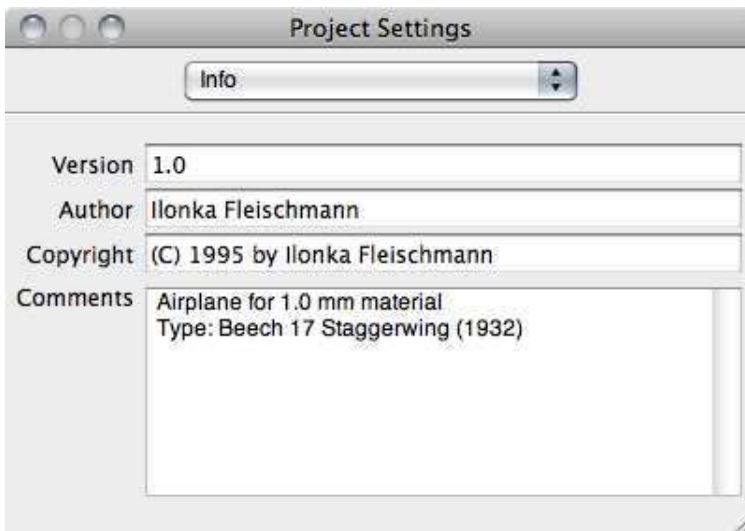 Project Settings
Info
Version 1.0
Author Ilonka Fleischmann
Copyright (C) 1995 by Ilonka Fleischmann
Comments Airplane for 1.0 mm material
Type: Beech 17 Staggerwing (1932)